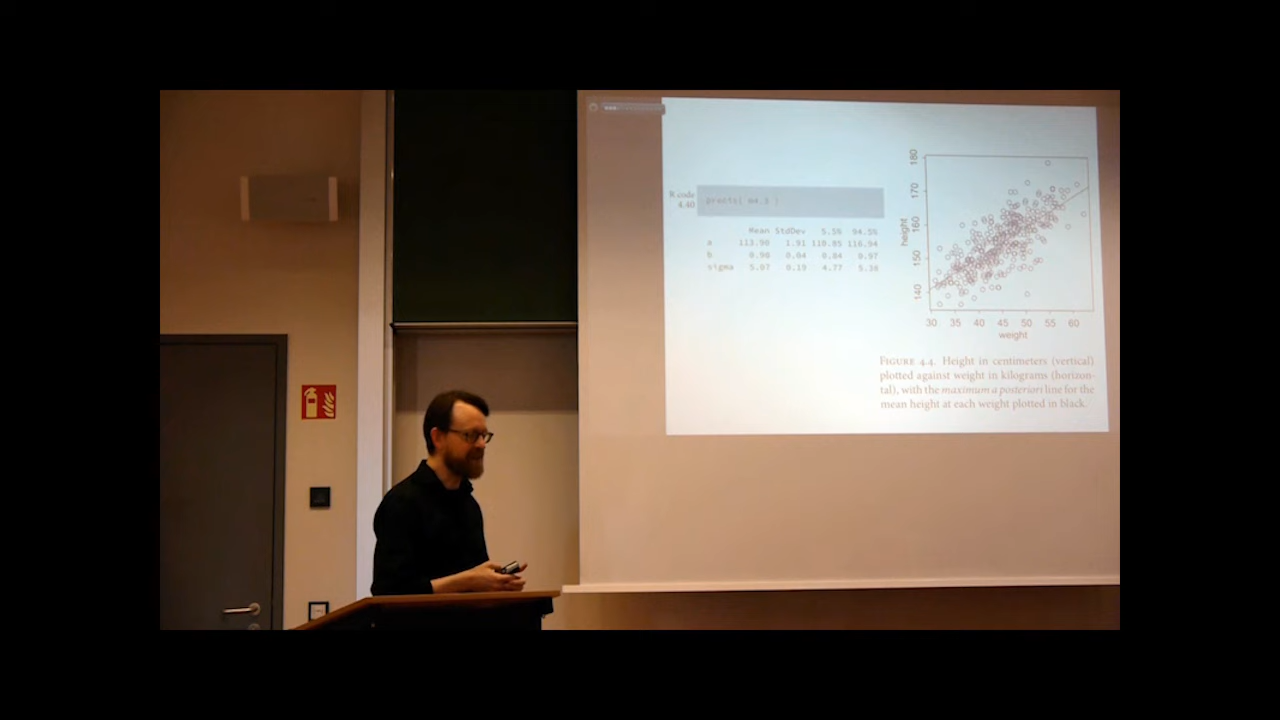 R code
4.40
precis( m4.3 )
Mean StdDev 5.5% 94.5%
a 113.90 1.91 110.85 116.94
b 0.90 0.04 0.84 0.97
sigma 5.07 0.19 4.77 5.38
height
180
170
160
150
140
30 35 40 45 50 55 60
weight
FIGURE 4.4. Height in centimeters (vertical)
plotted against weight in kilograms (horizon-
tal), with the maximum a posteriori line for the
mean height at each weight plotted in black.